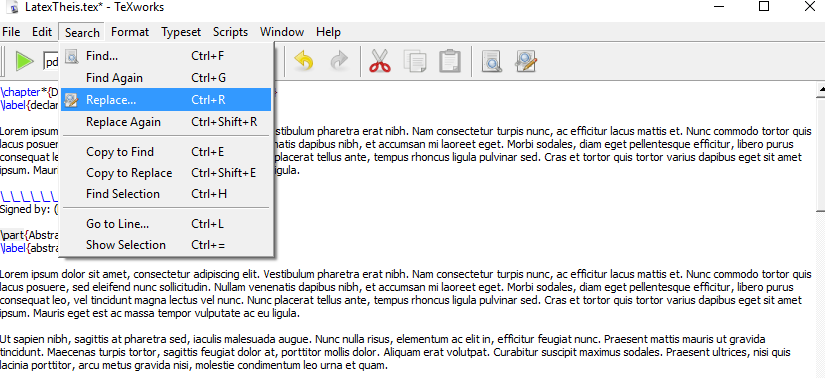 LatexTheis.tex* - TeXworks
File Edit Search Format Typeset Scripts Window Help
pd
Find... Ctrl+F
Find Again Ctrl+G
Replace... Ctrl+R
Replace Again Ctrl+Shift+R
Copy to Find Ctrl+E
Copy to Replace Ctrl+Shift+E
Find Selection Ctrl+H
Go to Line... Ctrl+L
Show Selection Ctrl+=
\chapter*{D }
\label{declar
Lorem ipsum stibulum pharetra erat nibh. Nam consectetur turpis nunc, ac efficitur lacus mattis et. Nunc commodo tortor quis
lacus posuere natis dapibus nibh, et accumsan mi laoreet eget. Morbi sodales, diam eget pellentesque efficitur, libero purus
consequat le placerat tellus ante, tempus rhoncus ligula pulvinar sed. Cras et tortor quis tortor varius dapibus eget sit amet
ipsum. Mauri ligula.
\_\_\_\_\_\_
Signed by: (
\part{Abstra
\label{abstra
Lorem ipsum dolor sit amet, consectetur adipiscing elit. Vestibulum pharetra erat nibh. Nam consectetur turpis nunc, ac efficitur lacus mattis et. Nunc commodo tortor quis
lacus posuere, sed eleifend nunc sollicitudin. Nullam venenatis dapibus nibh, et accumsan mi laoreet eget. Morbi sodales, diam eget pellentesque efficitur, libero purus
consequat leo, vel tincidunt magna lectus vel nunc. Nunc placerat tellus ante, tempus rhoncus ligula pulvinar sed. Cras et tortor quis tortor varius dapibus eget sit amet
ipsum. Mauris eget est ac massa tempor vulputate ac eu ligula.
Ut sapien nibh, sagittis at pharetra sed, iaculis malesuada augue. Nunc nulla risus, elementum ac elit in, efficitur feugiat nunc. Praesent mattis mauris ut gravida
tincidunt. Maecenas turpis tortor, sagittis feugiat dolor at, porttitor mollis dolor. Aliquam erat volutpat. Curabitur suscipit maximus sodales. Praesent ultrices, nisi quis
lacinia porttitor, arcu metus gravida nisi, molestie condimentum leo urna et quam.